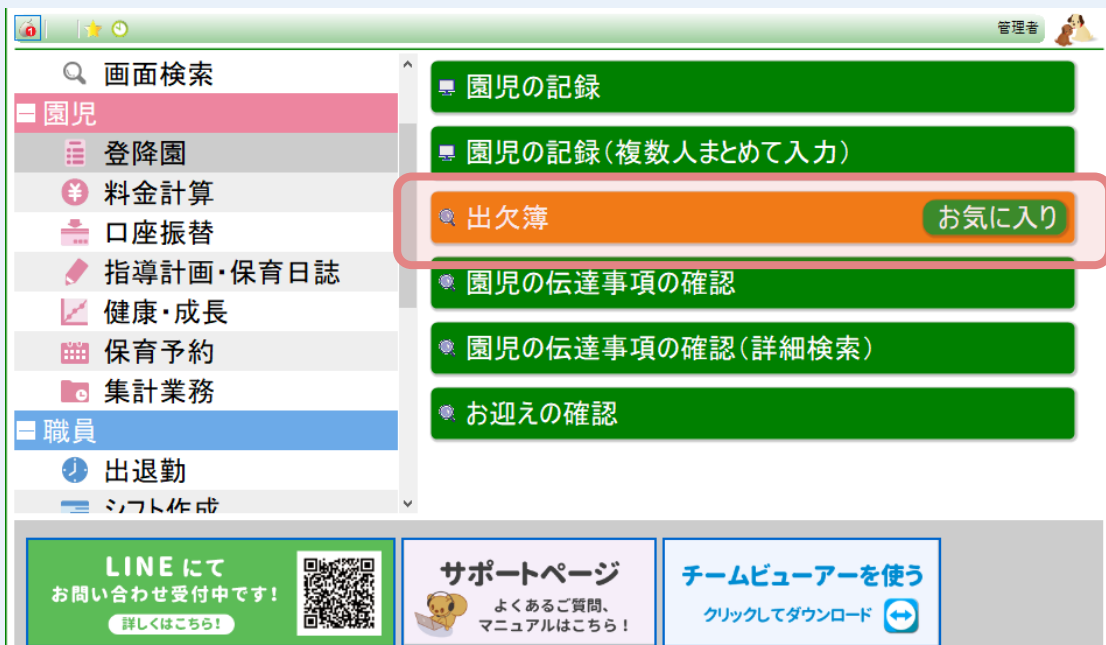 管理者
画面検索
園児
登降園
料金計算
口座振替
指導計画・保育日誌
健康・成長
保育予約
集計業務
職員
出退勤
シフト作成
園児の記録
園児の記録(複数人まとめて入力)
出欠簿 お気に入り
園児の伝達事項の確認
園児の伝達事項の確認(詳細検索)
お迎えの確認
LINEにて
お問い合わせ受付中です!
詳しくはこちら!
サポートページ
よくあるご質問、
マニュアルはこちら!
チームビューアーを使う
クリックしてダウンロード